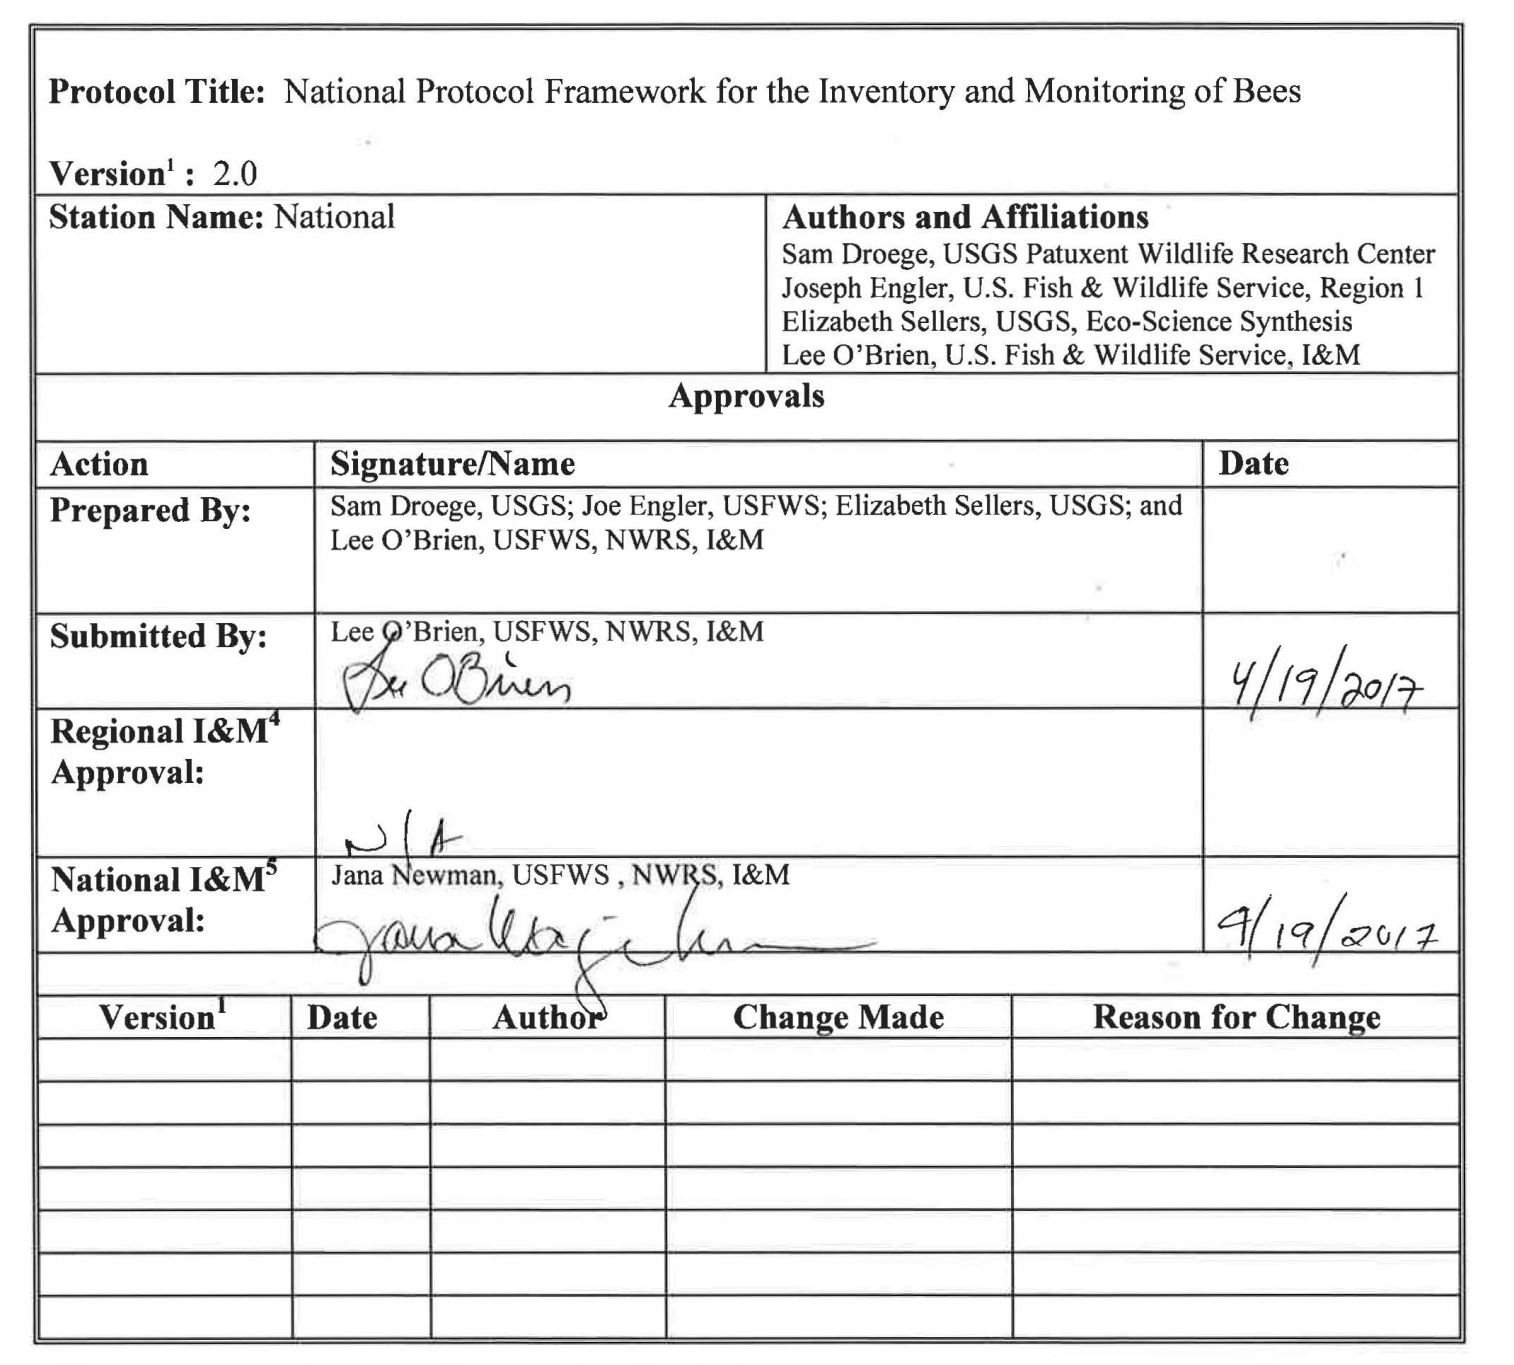 Protocol Title: National Protocol Framework for the Inventory and Monitoring of Bees
Version1 : 2.0
Station Name: National
Authors and Affiliations
Sam Droege, USGS Patuxent Wildlife Research Center
Joseph Engler, U.S. Fish & Wildlife Service, Region 1
Elizabeth Sellers, USGS, Eco-Science Synthesis
Lee O'Brien, U.S. Fish & Wildlife Service, I&M
Approvals
Action Signature/Name Date
Prepared By: Sam Droege, USGS; Joe Engler, USFWS; Elizabeth Sellers, USGS; and
Lee O'Brien, USFWS, NWRS, I&M
Submitted By: Lee O'Brien, USFWS, NWRS, I&M
Lee OBrien 4/19/2017
Regional I&M4
Approval:
N/A
National I&M5 Jana Newman, USFWS , NWRS, I&M
Approval: Jana 9/19/2017
Version1 Date Author Change Made Reason for Change